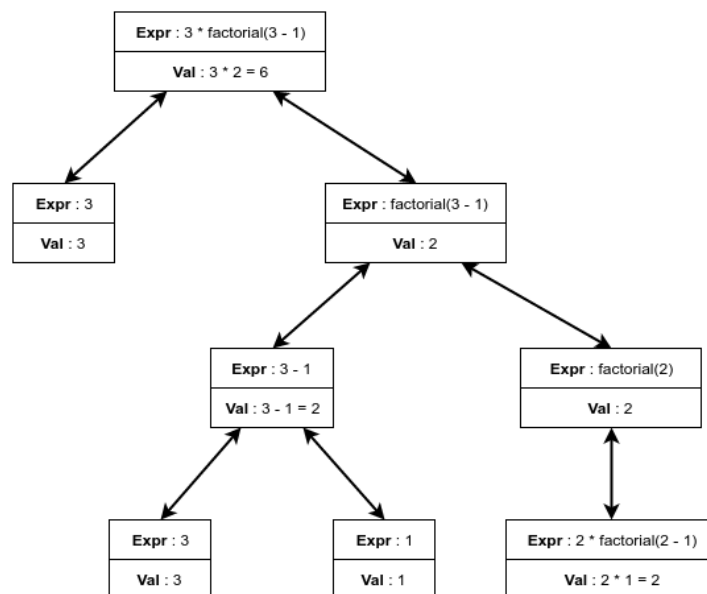 Expr : 3 * factorial(3 - 1)
Val : 3 * 2 = 6
Expr : 3
Val : 3
Expr : factorial(3 - 1)
Val : 2
Expr : 3 - 1
Val : 3 - 1 = 2
Expr : factorial(2)
Val : 2
Expr : 3
Val : 3
Expr : 1
Val : 1
Expr : 2 * factorial(2 - 1)
Val : 2 * 1 = 2